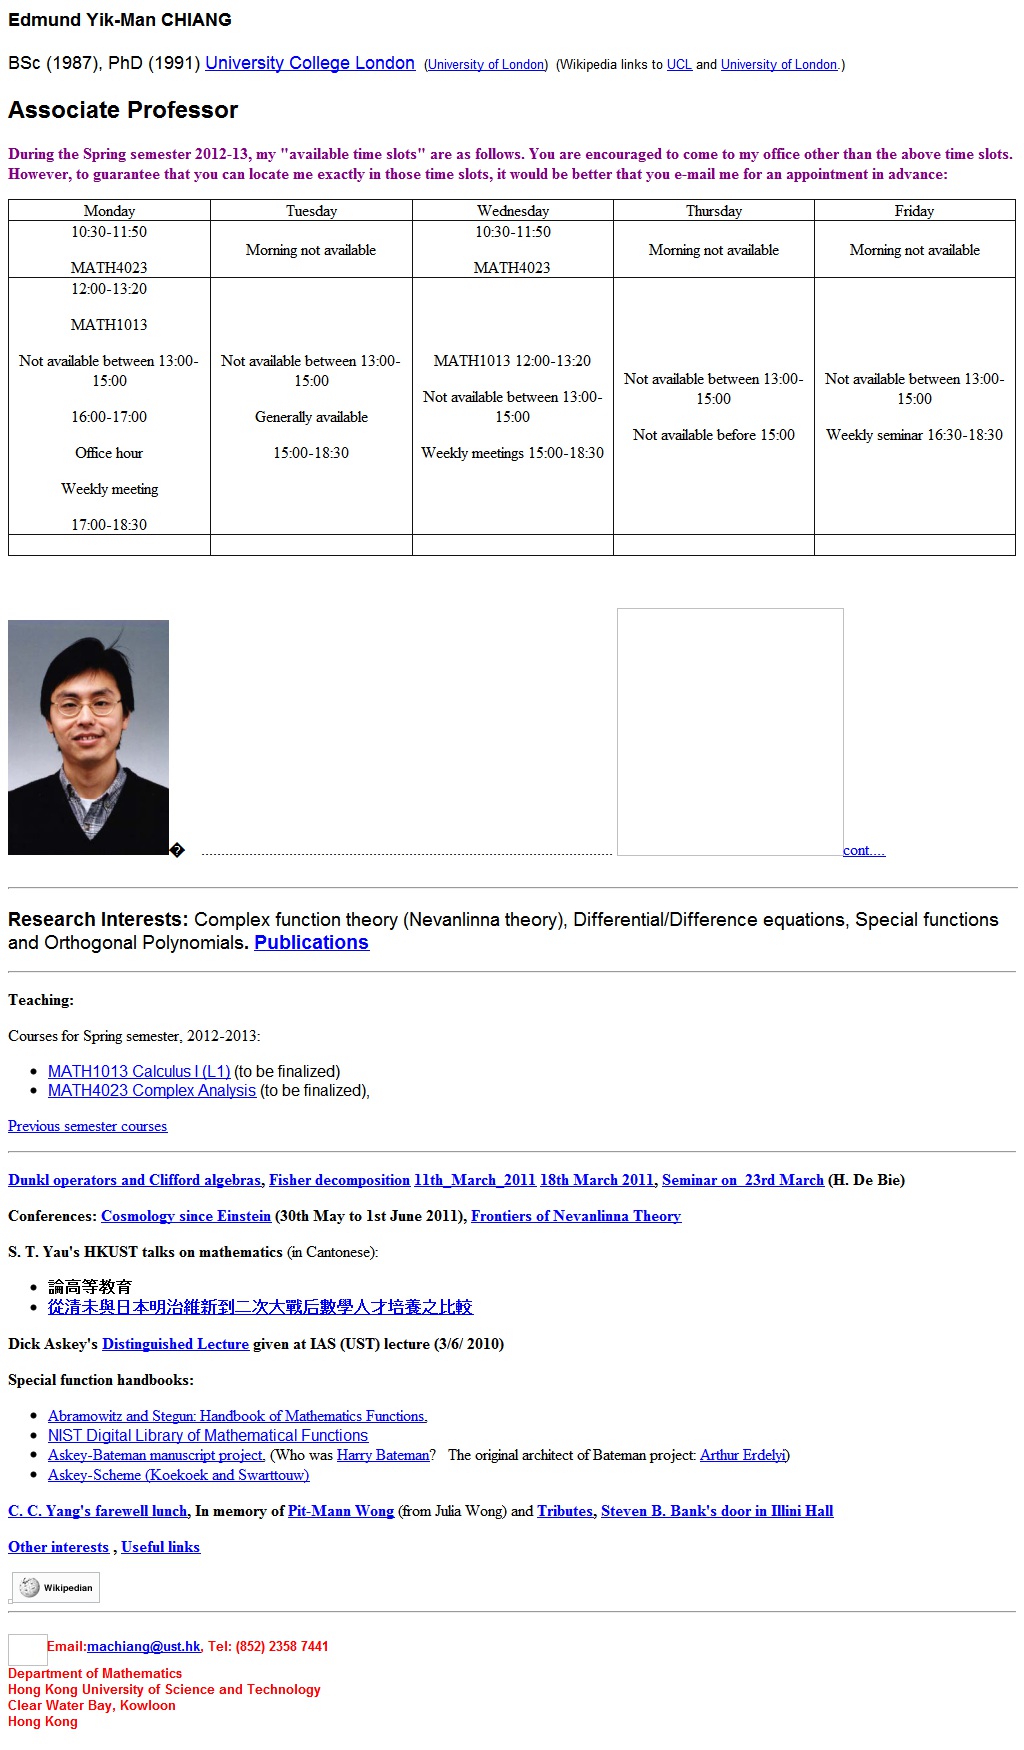 Edmund Yik-Man CHIANG
BSc (1987), PhD (1991) University College London (University of London) (Wikipedia links to UCL and University of London.)
Associate Professor
During the Spring semester 2012-13, my "available time slots" are as follows. You are encouraged to come to my office other than the above time slots.
However, to guarantee that you can locate me exactly in those time slots, it would be better that you e-mail me for an appointment in advance:
Monday Tuesday Wednesday Thursday Friday
10:30-11:50
MATH4023
Morning not available
10:30-11:50
MATH4023
Morning not available
Morning not available
12:00-13:20
MATH1013
Not available between 13:00-
15:00
16:00-17:00
Office hour
Weekly meeting
17:00-18:30
Not available between 13:00-
15:00
Generally available
15:00-18:30
MATH1013 12:00-13:20
Not available between 13:00-
15:00
Weekly meetings 15:00-18:30
Not available between 13:00-
15:00
Not available before 15:00
Not available between 13:00-
15:00
Weekly seminar 16:30-18:30
cont....
Research Interests: Complex function theory (Nevanlinna theory), Differential/Difference equations, Special functions
and Orthogonal Polynomials. Publications
Teaching:
Courses for Spring semester, 2012-2013:
MATH1013 Calculus I (L1) (to be finalized)
MATH4023 Complex Analysis (to be finalized),
Previous semester courses
Dunkl operators and Clifford algebras, Fisher decomposition 11th_March_2011 18th March 2011, Seminar on 23rd March (H. De Bie)
Conferences: Cosmology since Einstein (30th May to 1st June 2011), Frontiers of Nevanlinna Theory
S. T. Yau's HKUST talks on mathematics (in Cantonese):
論高等教育
從清末與日本明治維新到二次大戰后數學人才培養之比較
Dick Askey's Distinguished Lecture given at IAS (UST) lecture (3/6/ 2010)
Special function handbooks:
Abramowitz and Stegun: Handbook of Mathematics Functions.
NIST Digital Library of Mathematical Functions
Askey-Bateman manuscript project. (Who was Harry Bateman? The original architect of Bateman project: Arthur Erdelyi)
Askey-Scheme (Koekoek and Swarttouw)
C. C. Yang's farewell lunch, In memory of Pit-Mann Wong (from Julia Wong) and Tributes, Steven B. Bank's door in Illini Hall
Other interests , Useful links
Wikipedian
Email:machiang@ust.hk, Tel: (852) 2358 7441
Department of Mathematics
Hong Kong University of Science and Technology
Clear Water Bay, Kowloon
Hong Kong